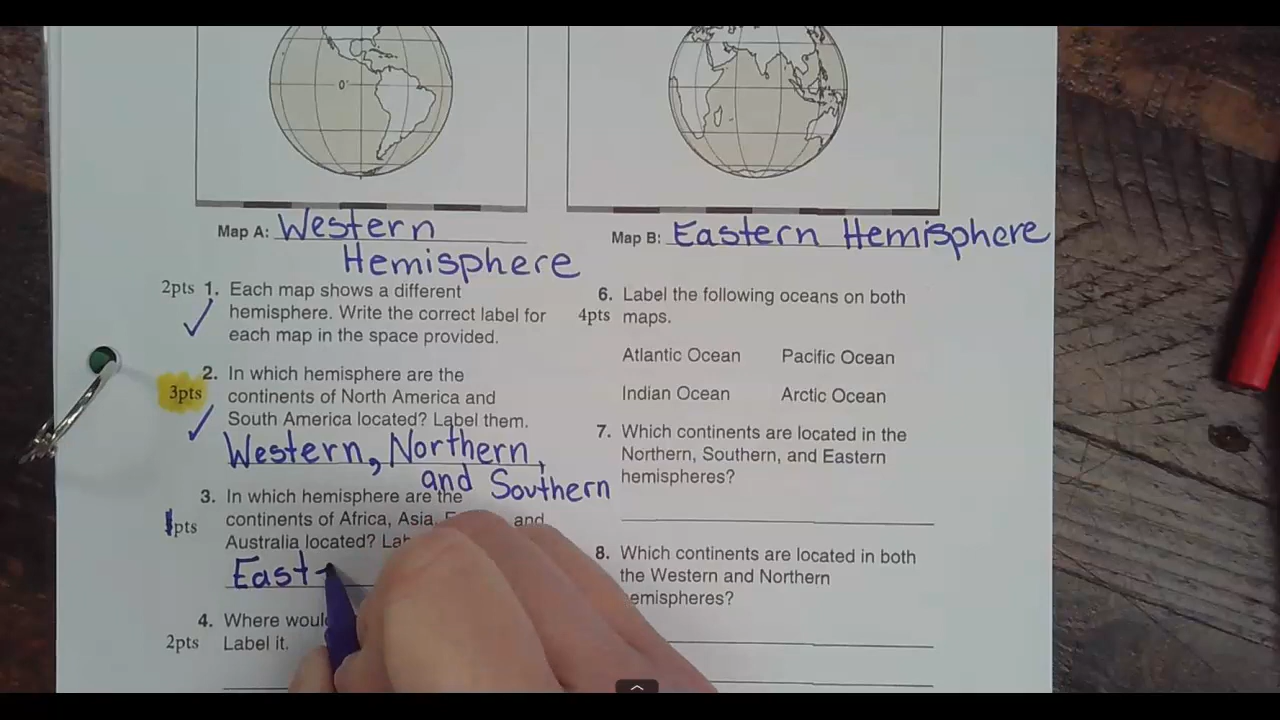 0°
Map A: Western
Hemisphere
Map B: Eastern Hemisphere
2pts 1. Each map shows a different
hemisphere. Write the correct label for
each map in the space provided.
2. In which hemisphere are the
3pts continents of North America and
South America located? Label them.
Western, Northern,
and Southern
3. In which hemisphere are the
1pts continents of Africa, Asia, and
Australia located?
East
4. Where
2pts Label it.
6. Label the following oceans on both
4pts maps.
Atlantic Ocean Pacific Ocean
Indian Ocean Arctic Ocean
7. Which continents are located in the
Northern, Southern, and Eastern
hemispheres?
8. Which continents are located in both
the Western and Northern
emispheres?